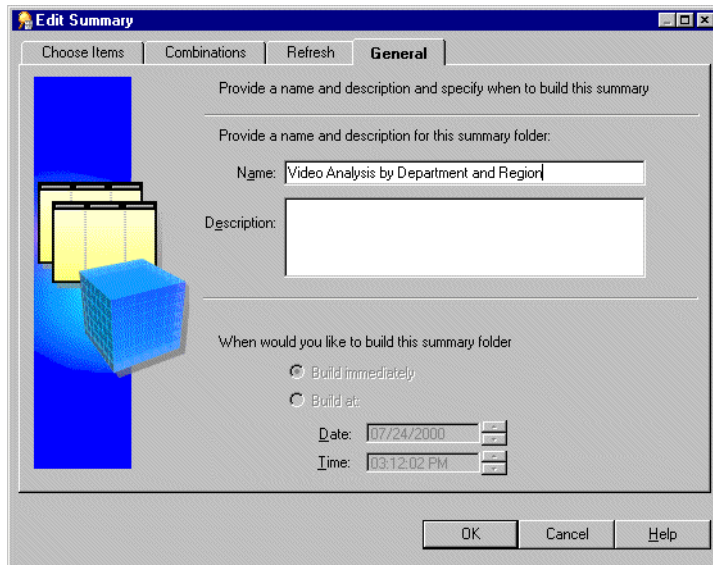 Edit Summary
Choose Items Combinations Refresh General
Provide a name and description and specify when to build this summary
Provide a name and description for this summary folder:
Name: Video Analysis by Department and Region
Description:
When would you like to build this summary folder
Build immediately
Build at:
Date: 07/24/2000
Time: 03:12:02 PM
OK Cancel Help